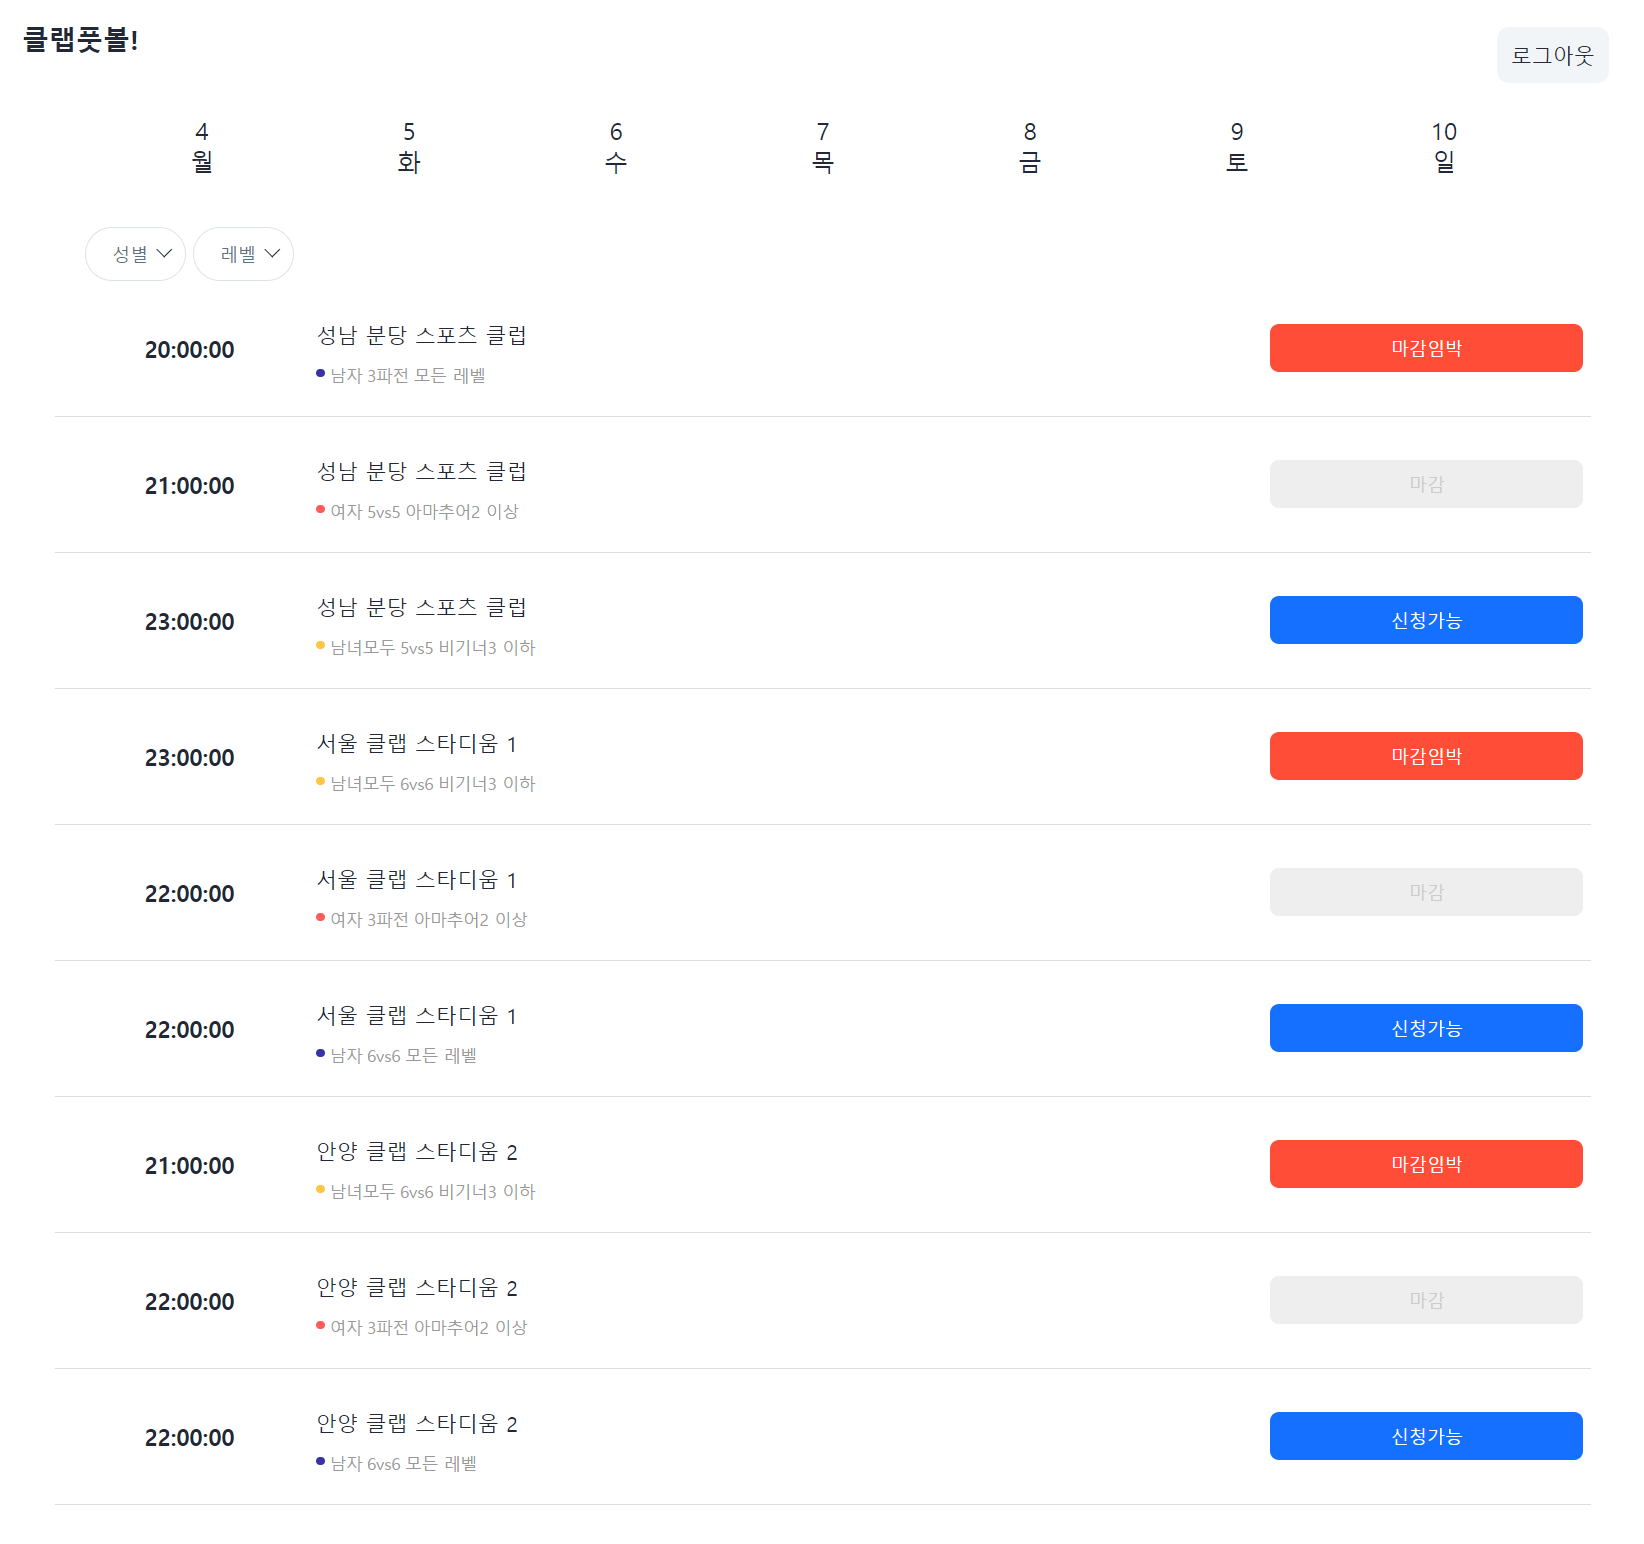 클랩풋볼!
로그아웃
4 5 6 7 8 9 10
월 화 수 목 금 토 일
성별 레벨
20:00:00
성남 분당 스포츠 클럽
남자 3파전 모든 레벨
마감임박
21:00:00
성남 분당 스포츠 클럽
여자 5vs5 아마추어2 이상
마감
23:00:00
성남 분당 스포츠 클럽
남녀모두 5vs5 비기너3 이하
신청가능
23:00:00
서울 클랩 스타디움 1
남녀모두 6vs6 비기너3 이하
마감임박
22:00:00
서울 클랩 스타디움 1
여자 3파전 아마추어2 이상
마감
22:00:00
서울 클랩 스타디움 1
남자 6vs6 모든 레벨
신청가능
21:00:00
안양 클랩 스타디움 2
남녀모두 6vs6 비기너3 이하
마감임박
22:00:00
안양 클랩 스타디움 2
여자 3파전 아마추어2 이상
마감
22:00:00
안양 클랩 스타디움 2
남자 6vs6 모든 레벨
신청가능